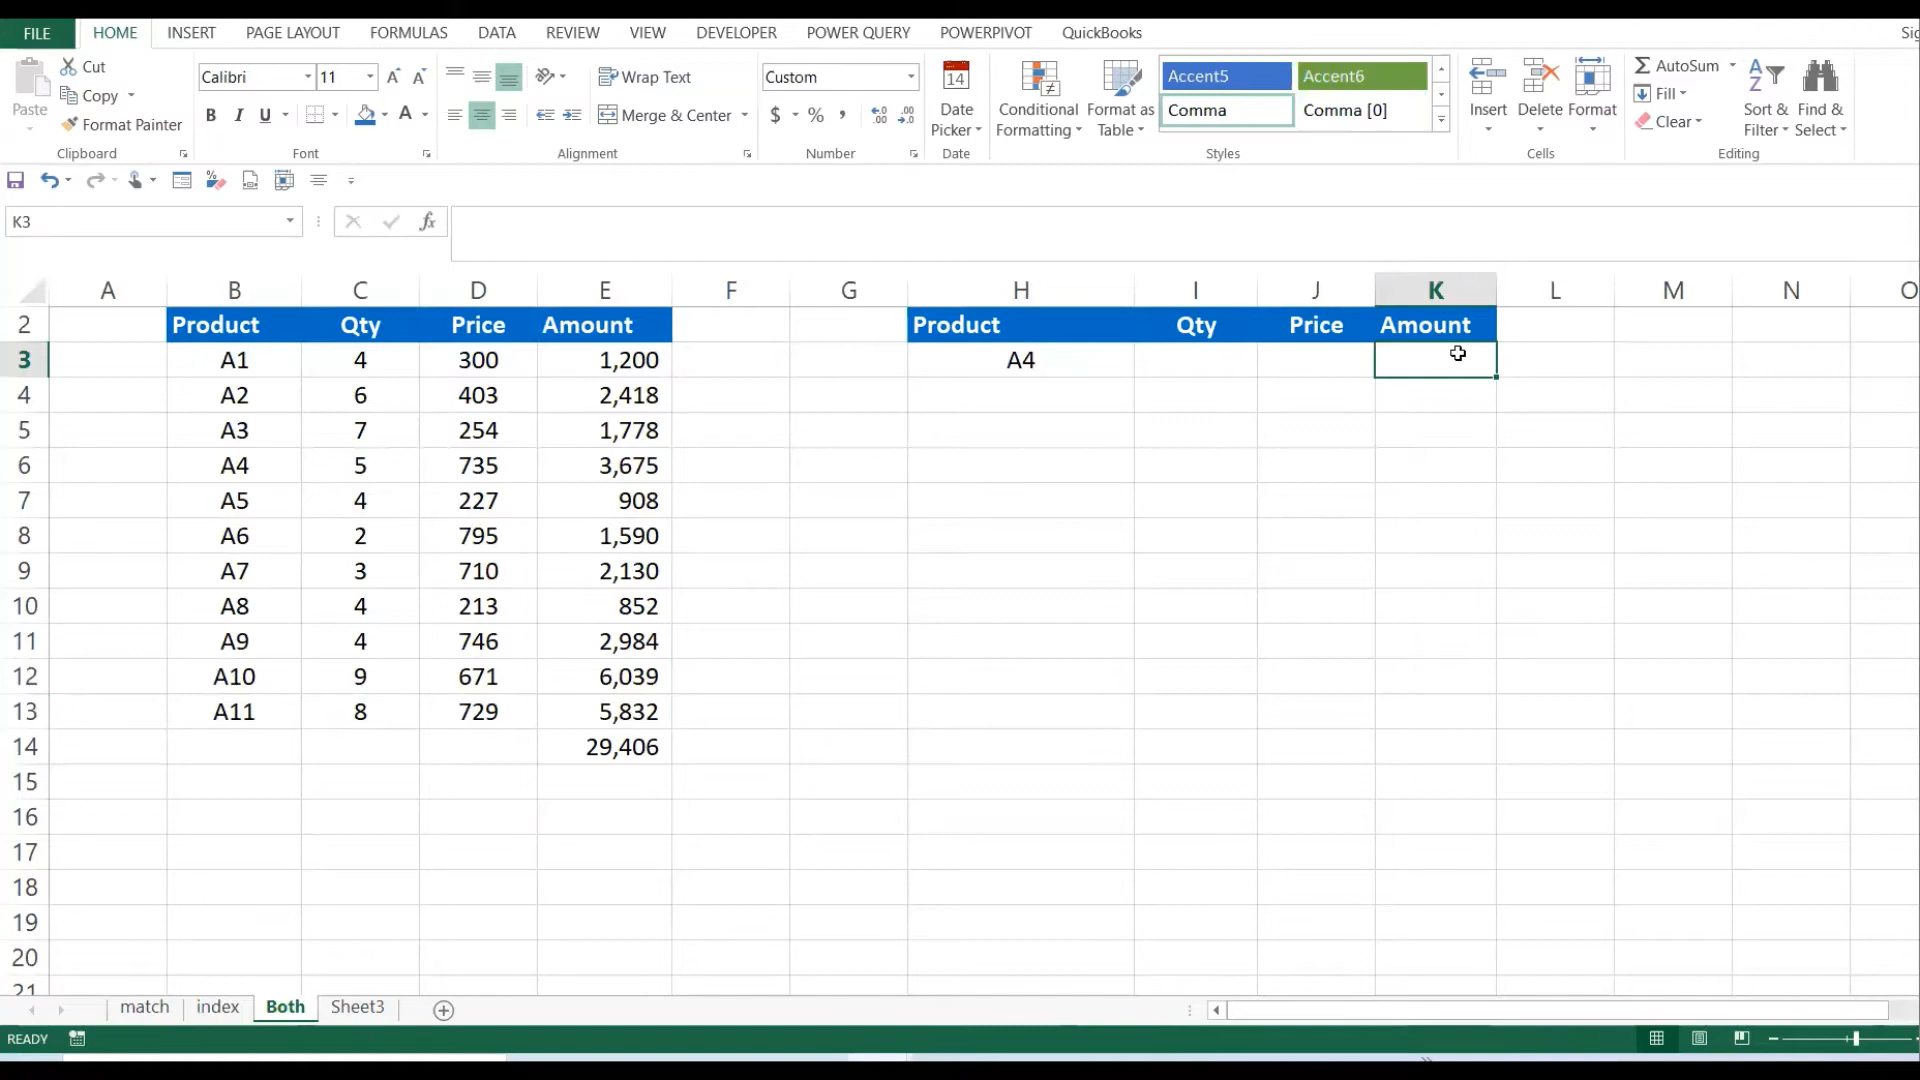 FILE HOME INSERT PAGE LAYOUT FORMULAS DATA REVIEW VIEW DEVELOPER POWER QUERY POWERPIVOT QuickBooks
Paste
Cut
Copy
Format Painter
Clipboard
Calibri 11
A A
B I U A
Font
Wrap Text
Merge & Center
Alignment
Custom
$ % ,
Number
14
Date
Picker
Date
Conditional
Formatting
Format as
Table
Accent5 Accent6
Comma Comma [0]
Styles
Insert Delete Format
Cells
AutoSum
Fill
Clear
Sort &
Filter
Find &
Select
Editing
K3 fx
A B C D E F G H I J K L M N O
2 Product Qty Price Amount Product Qty Price Amount
3 A1 4 300 1,200 A4
4 A2 6 403 2,418
5 A3 7 254 1,778
6 A4 5 735 3,675
7 A5 4 227 908
8 A6 2 795 1,590
9 A7 3 710 2,130
10 A8 4 213 852
11 A9 4 746 2,984
12 A10 9 671 6,039
13 A11 8 729 5,832
14 29,406
15
16
17
18
19
20
21
match index Both Sheet3
READY